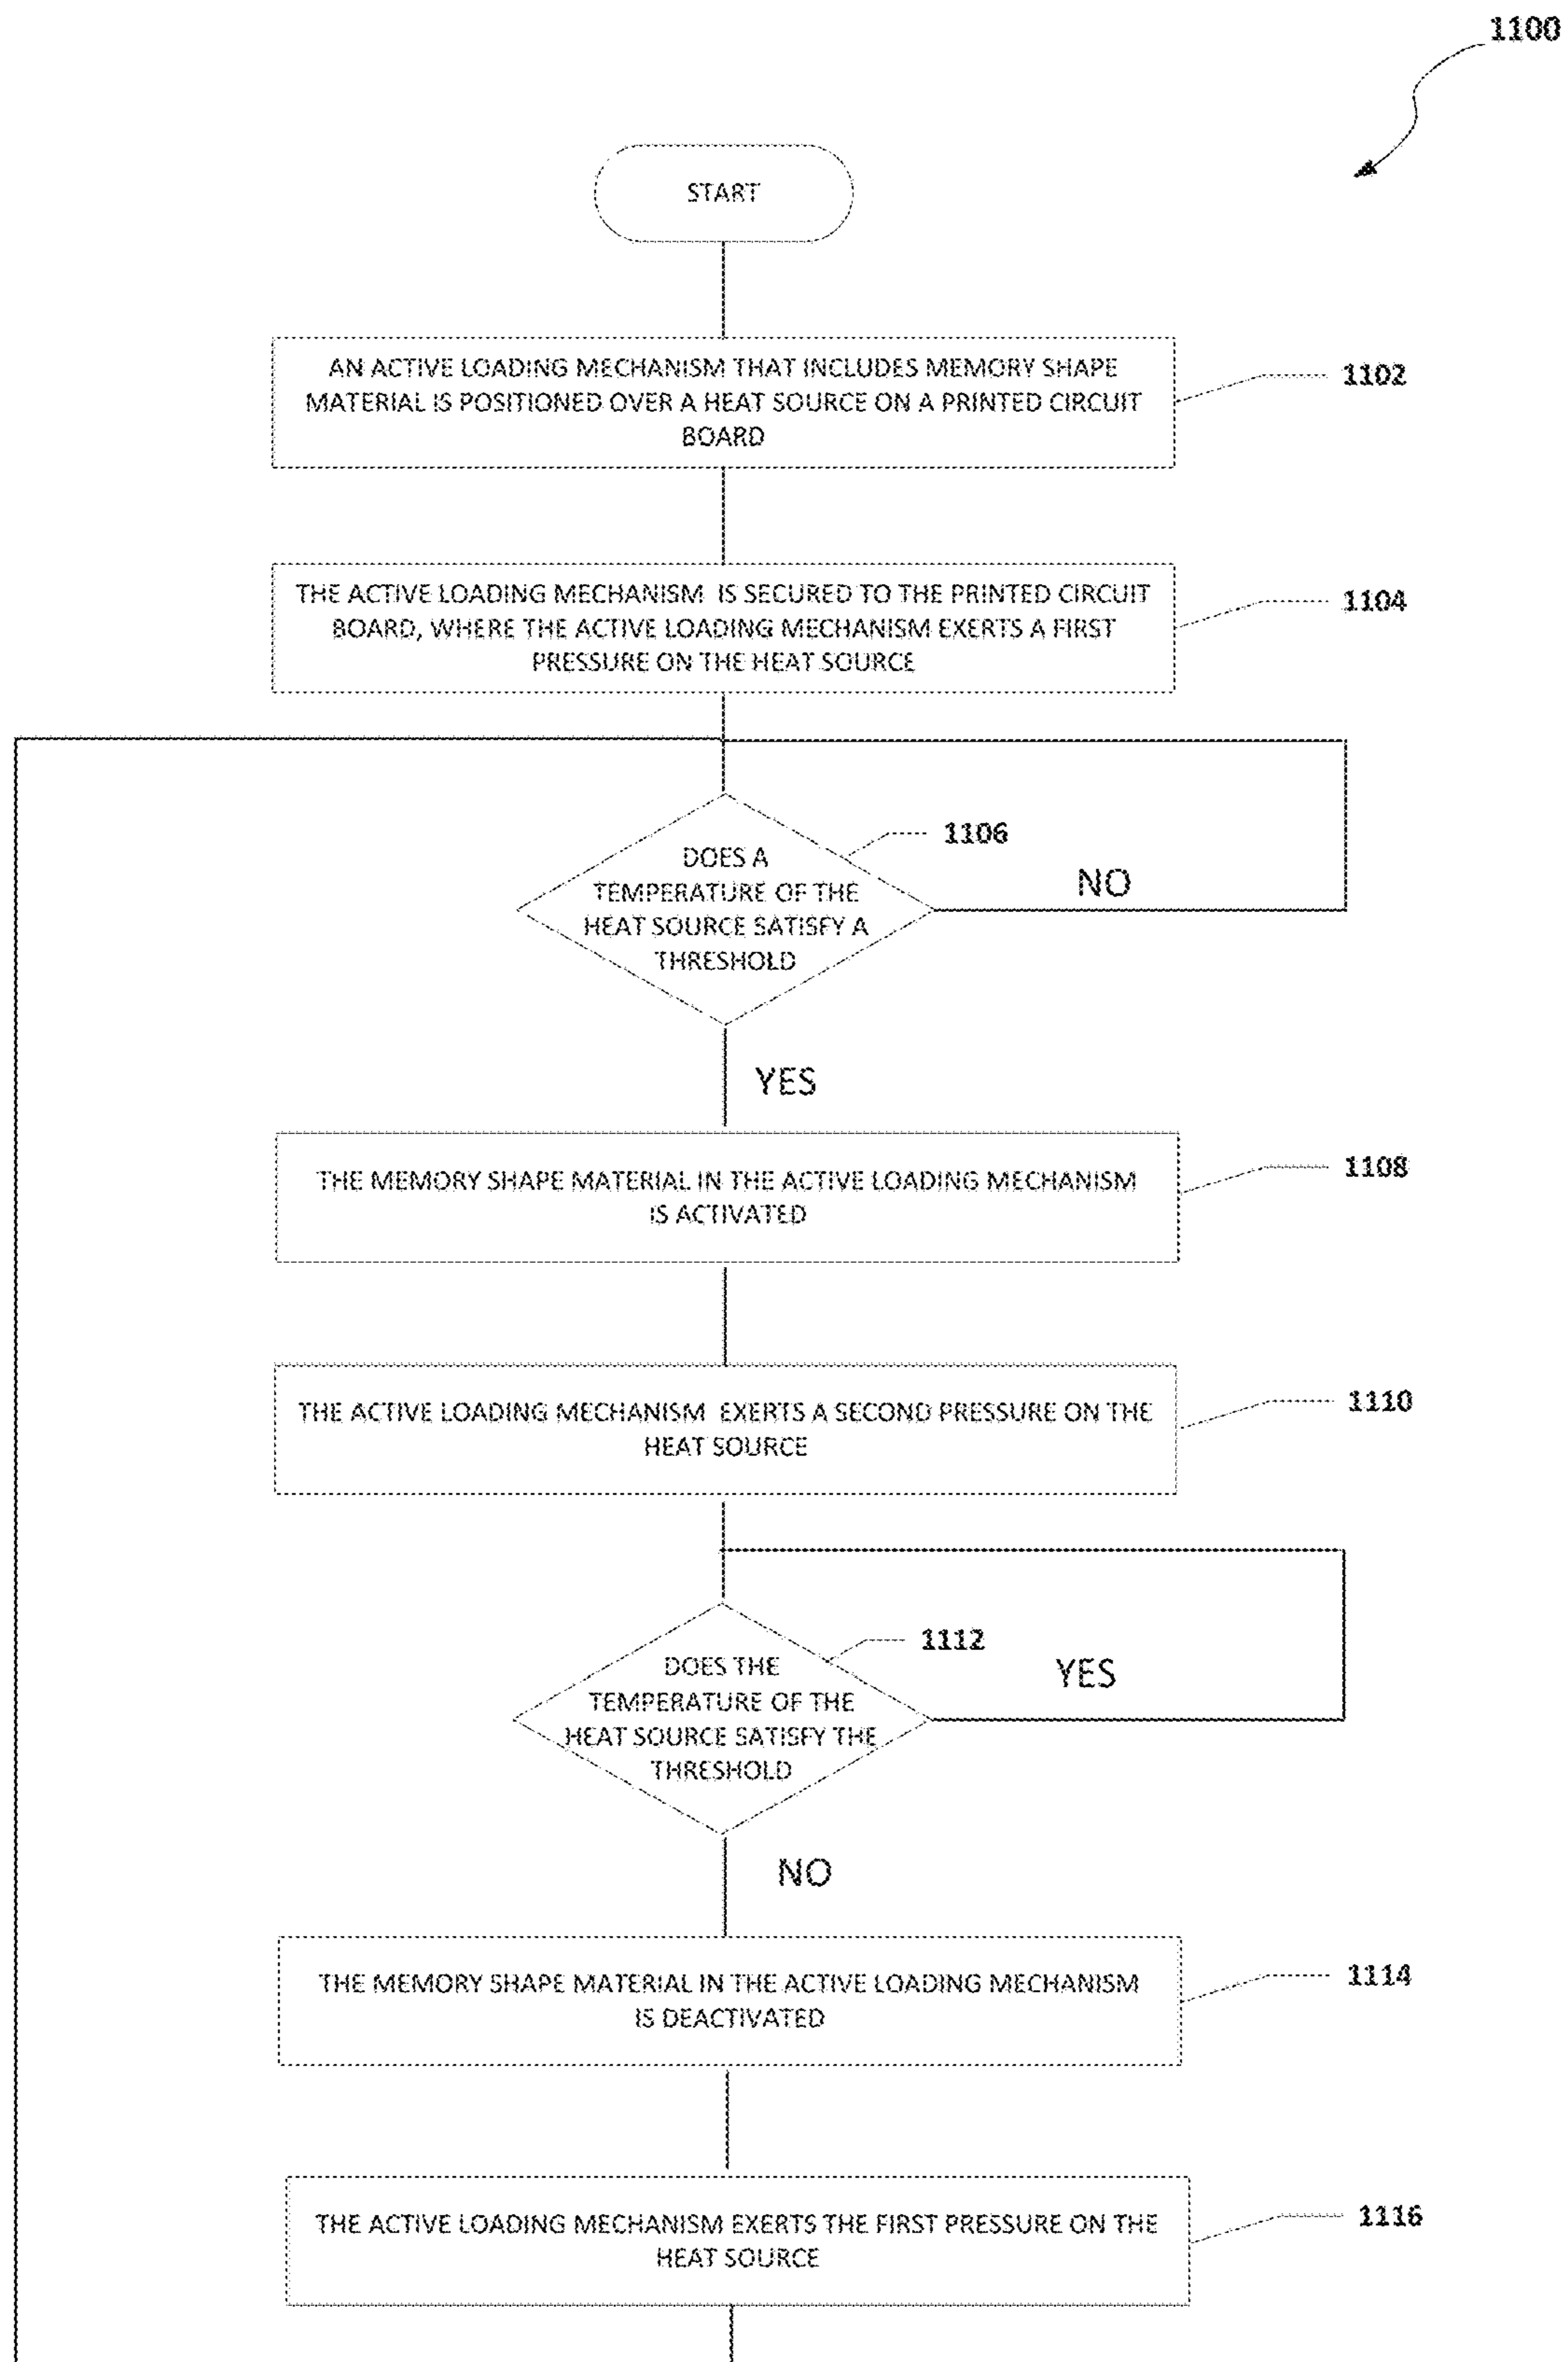 1100
START
AN ACTIVE LOADING MECHANISM THAT INCLUDES MEMORY SHAPE
MATERIAL IS POSITIONED OVER A HEAT SOURCE ON A PRINTED CIRCUIT
BOARD
1102
THE ACTIVE LOADING MECHANISM IS SECURED TO THE PRINTED CIRCUIT
BOARD, WHERE THE ACTIVE LOADING MECHANISM EXERTS A FIRST
PRESSURE ON THE HEAT SOURCE
1104
DOES A
TEMPERATURE OF THE
HEAT SOURCE SATISFY A
THRESHOLD
1106
NO
YES
THE MEMORY SHAPE MATERIAL IN THE ACTIVE LOADING MECHANISM
IS ACTIVATED
1108
THE ACTIVE LOADING MECHANISM EXERTS A SECOND PRESSURE ON THE
HEAT SOURCE
1110
DOES THE
TEMPERATURE OF THE
HEAT SOURCE SATISFY THE
THRESHOLD
1112
YES
NO
THE MEMORY SHAPE MATERIAL IN THE ACTIVE LOADING MECHANISM
IS DEACTIVATED
1114
THE ACTIVE LOADING MECHANISM EXERTS THE FIRST PRESSURE ON THE
HEAT SOURCE
1116